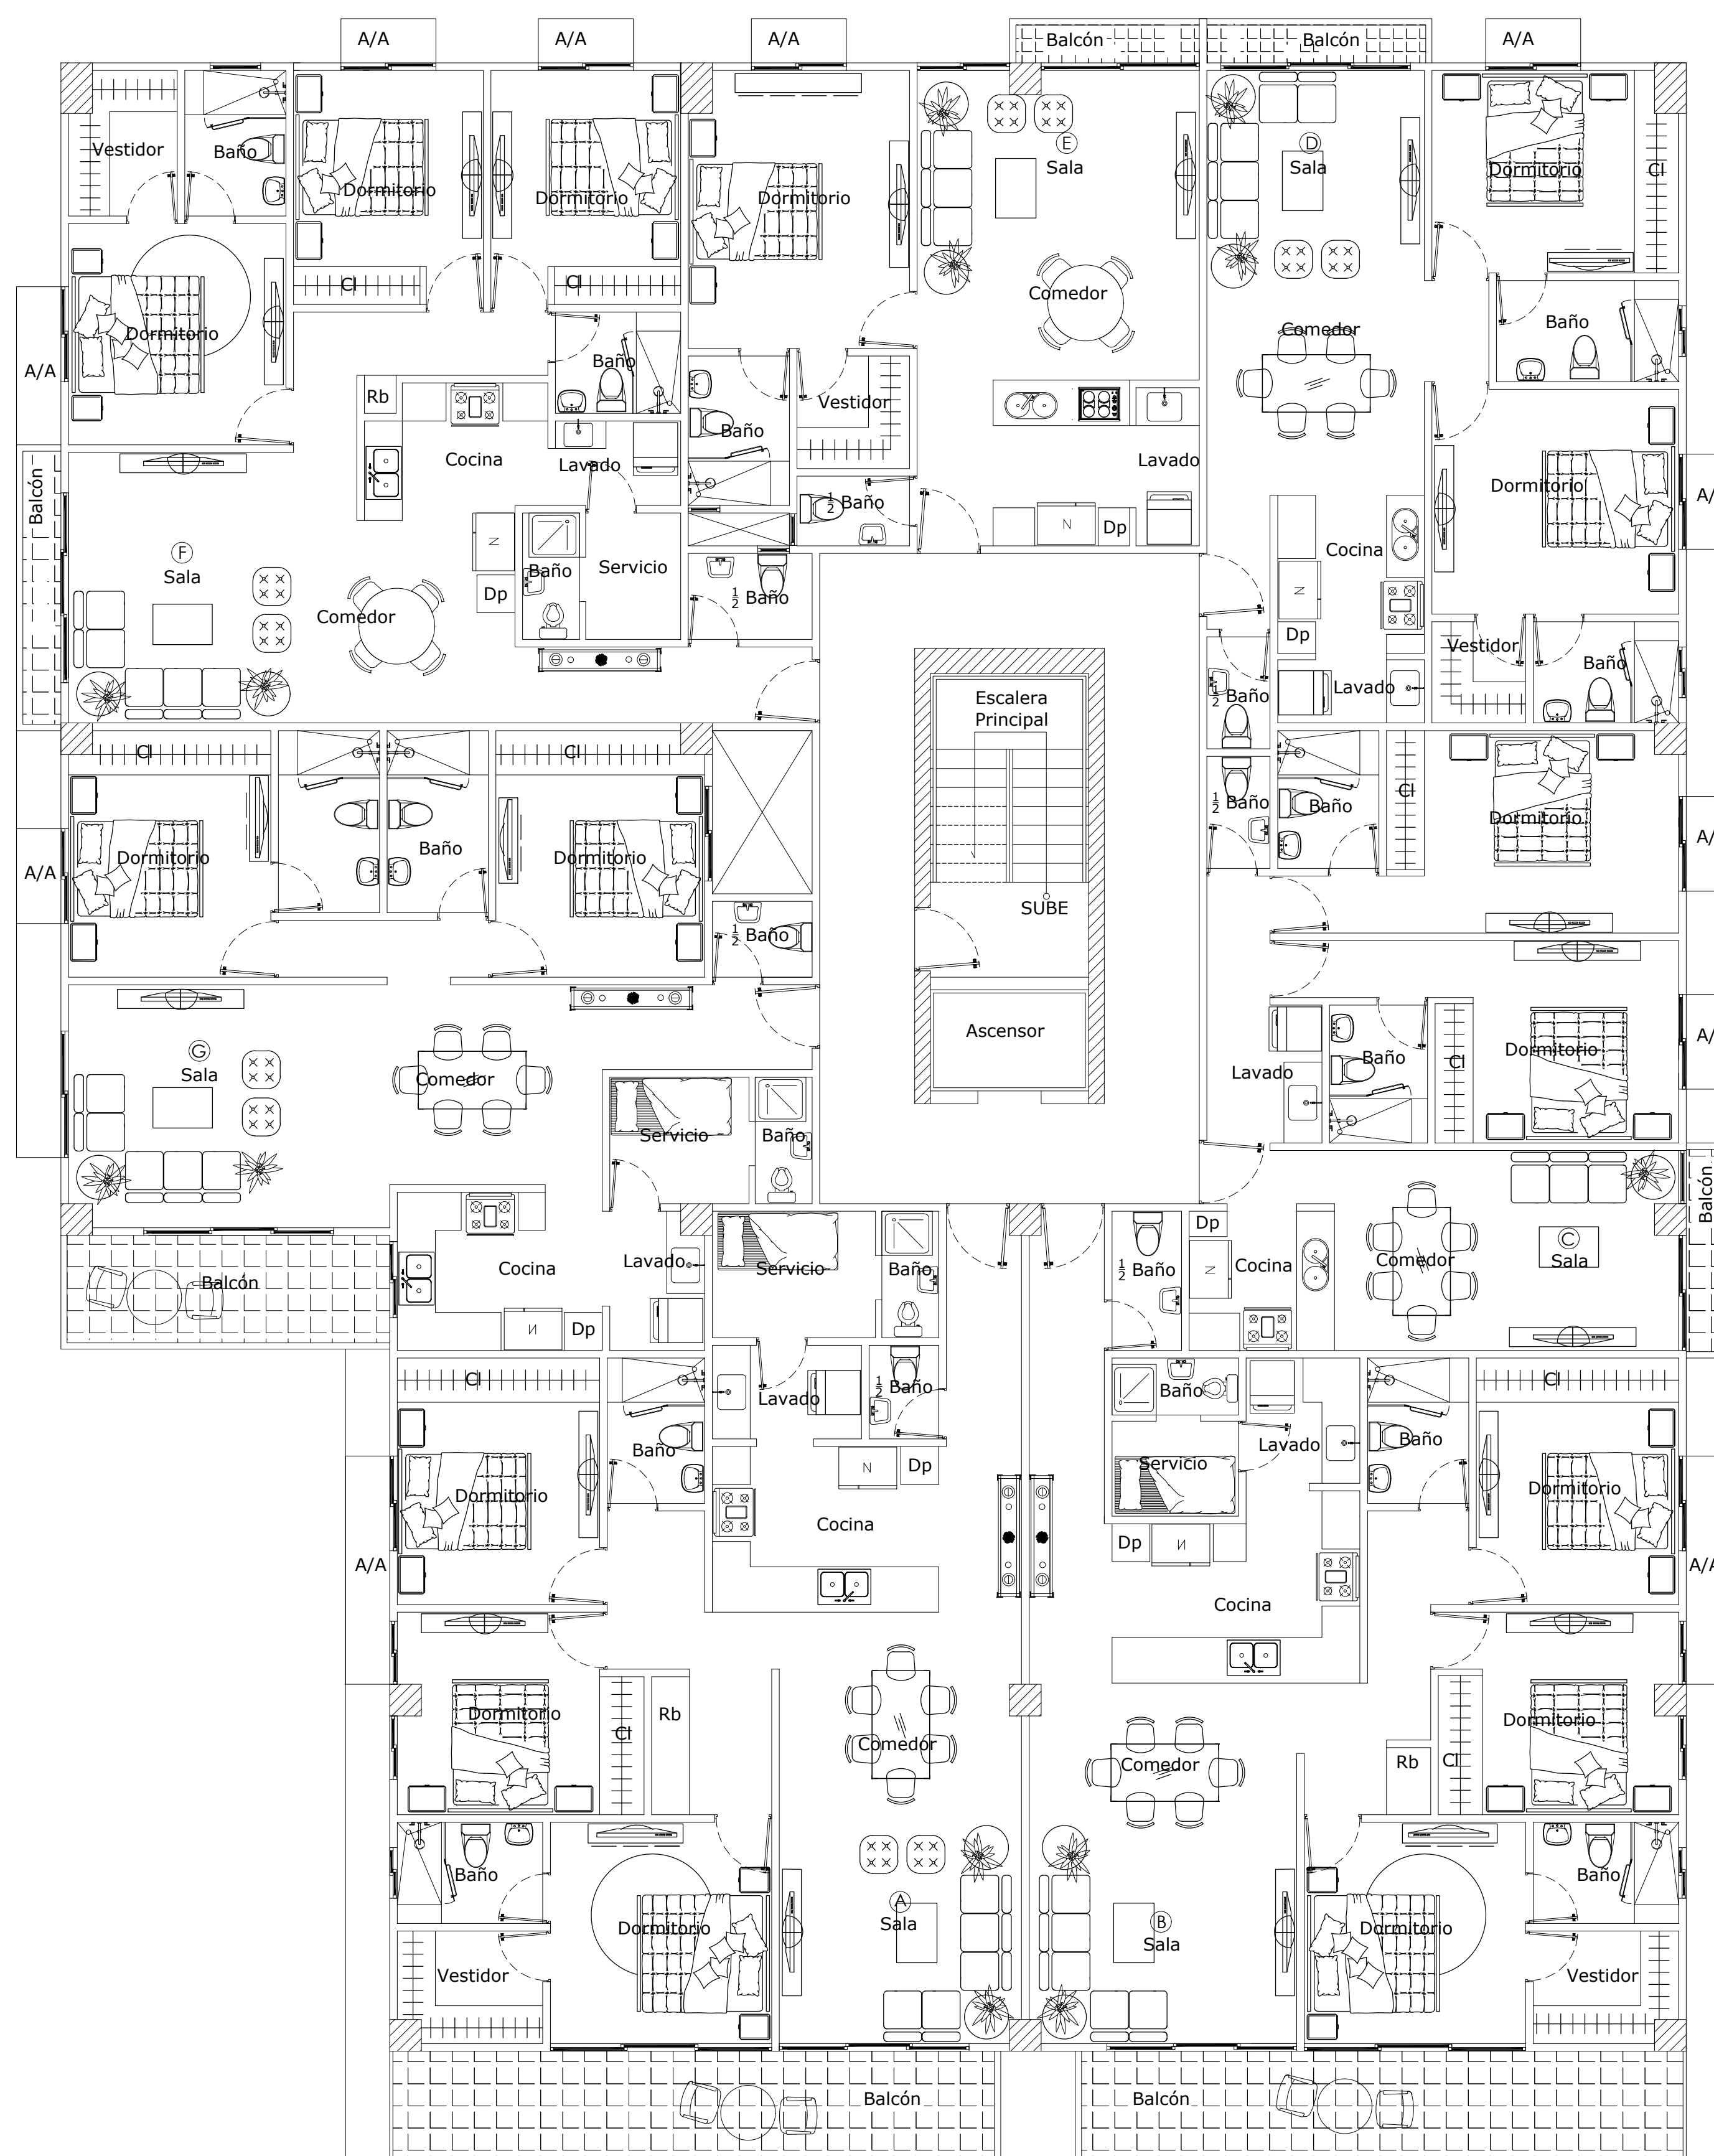 A/A
A/A
A/A
Balcón
Balcón
A/A
Vestidor
Baño
Dormitorio
Dormitorio
Dormitorio
E
Sala
D
Sala
Dormitorio
Cl
Cl
Cl
Comedor
Comedor
Baño
Dormitorio
A/A
Baño
Rb
Vestidor
Baño
Cocina
Lavado
Lavado
Balcón
½ Baño
Dormitorio
A/
N
Dp
N
Cocina
F
Sala
Baño
Servicio
Dp
½ Baño
Comedor
N
Dp
Vestidor
Baño
½ Baño
Lavado
Escalera
Principal
Cl
Cl
½ Baño
Baño
Cl
Dormitorio
A/
A/A
Dormitorio
Baño
Dormitorio
SUBE
½ Baño
Ascensor
A/
G
Sala
Comedor
Lavado
Baño
Cl
Dormitorio
Servicio
Baño
Balcón
Dp
C
Sala
Comedor
Balcón
Cocina
Lavado
Servicio
Baño
½ Baño
N
Cocina
N
Dp
Cl
Lavado
½ Baño
Baño
Cl
Baño
Lavado
Baño
Dormitorio
N
Dp
Servicio
Dormitorio
Cocina
Dp
N
A/A
A/
Cocina
Dormitorio
Cl
Rb
Comedor
Comedor
Rb
Cl
Dormitorio
Baño
Dormitorio
A
Sala
B
Sala
Dormitorio
Baño
Vestidor
Vestidor
Balcón
Balcón